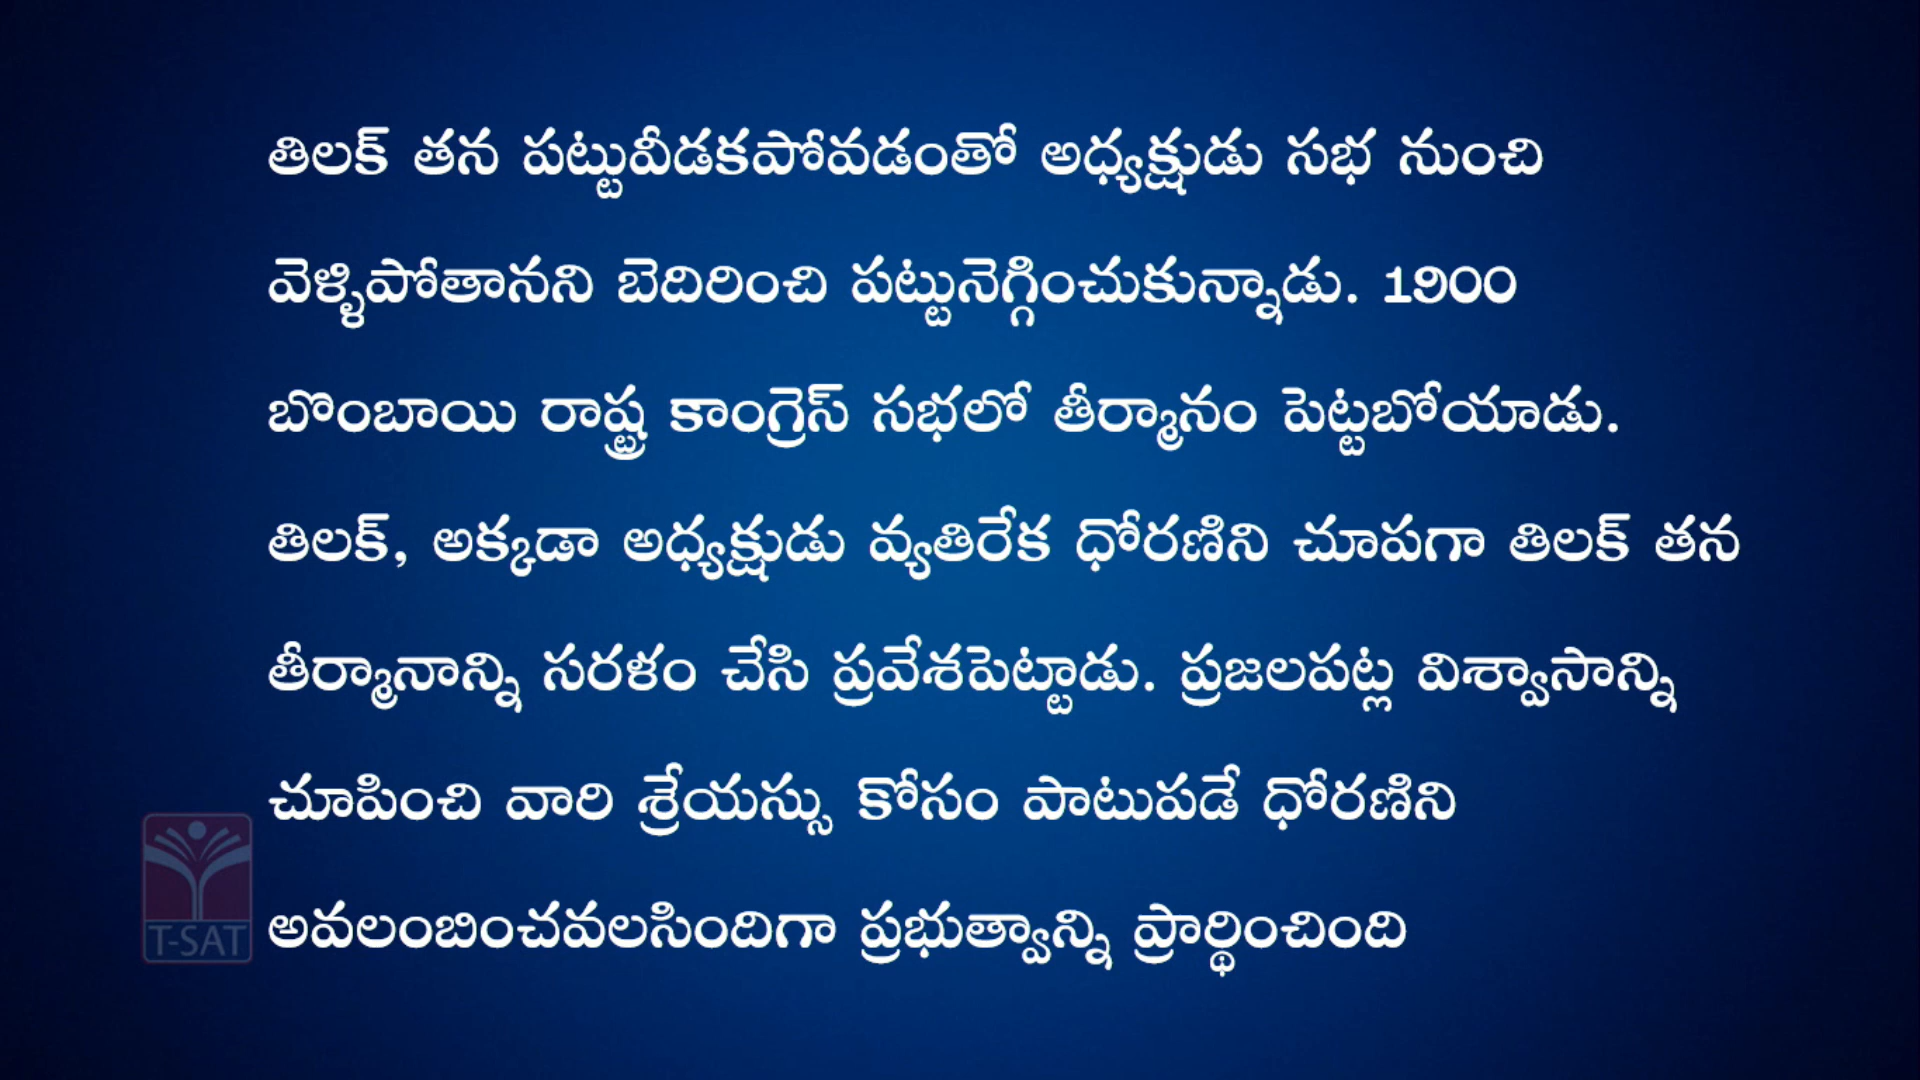 తిలక్ తన పట్టువీడకపోవడంతో అధ్యక్షుడు సభ నుంచి
వెళ్ళిపోతానని బెదిరించి పట్టునెగ్గించుకున్నాడు. 1900
బొంబాయి రాష్ట్ర కాంగ్రెస్ సభలో తీర్మానం పెట్టబోయాడు.
తిలక్, అక్కడా అధ్యక్షుడు వ్యతిరేక ధోరణిని చూపగా తిలక్ తన
తీర్మానాన్ని సరళం చేసి ప్రవేశపెట్టాడు. ప్రజలపట్ల విశ్వాసాన్ని
చూపించి వారి శ్రేయస్సు కోసం పాటుపడే ధోరణిని
అవలంబించవలసిందిగా ప్రభుత్వాన్ని ప్రార్థించింది
T-SAT